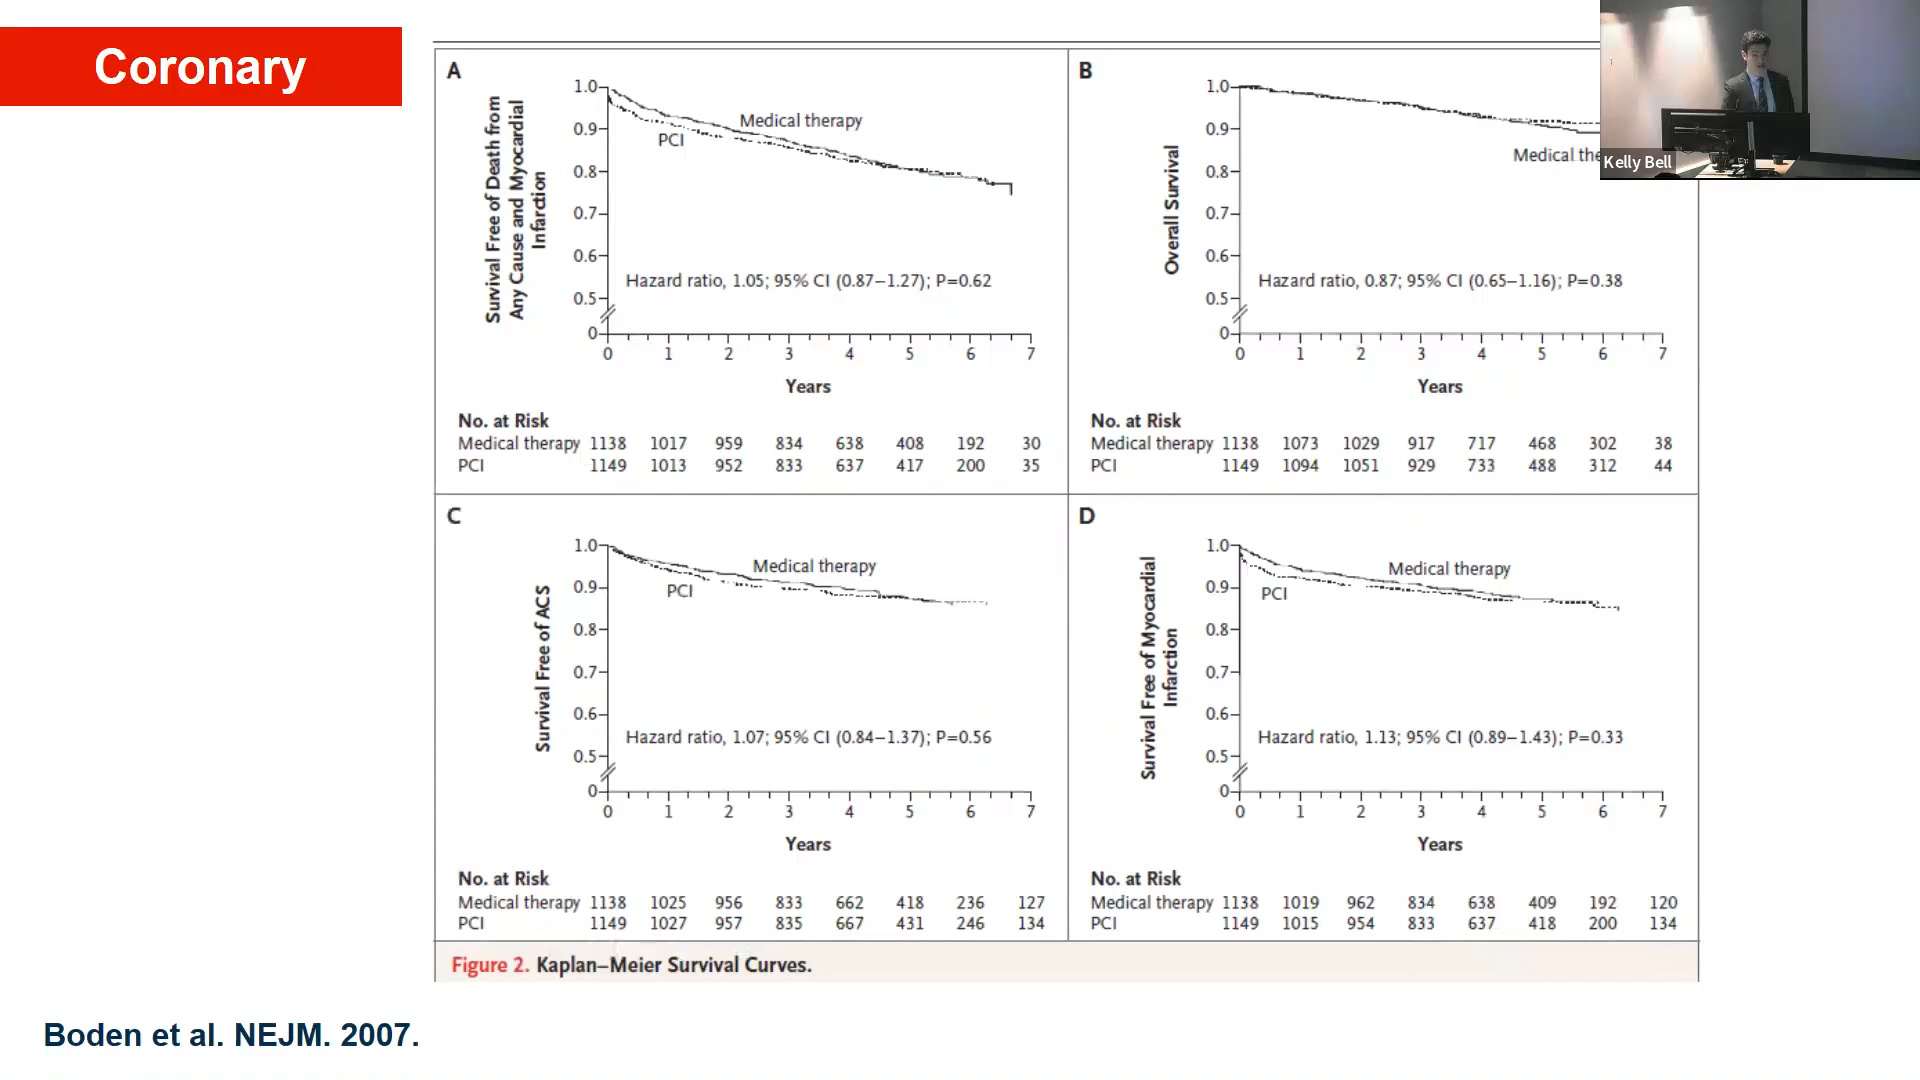 Coronary
A
Survival Free of Death from
Any Cause and Myocardial
Infarction
1.0
0.9
0.8
0.7
0.6
0.5
0
Medical therapy
PCI
Hazard ratio, 1.05; 95% CI (0.87–1.27); P=0.62
0 1 2 3 4 5 6 7
Years
No. at Risk
Medical therapy 1138 1017 959 834 638 408 192 30
PCI 1149 1013 952 833 637 417 200 35
B
Overall Survival
1.0
0.9
0.8
0.7
0.6
0.5
0
Medical the
Hazard ratio, 0.87; 95% CI (0.65–1.16); P=0.38
0 1 2 3 4 5 6 7
Years
No. at Risk
Medical therapy 1138 1073 1029 917 717 468 302 38
PCI 1149 1094 1051 929 733 488 312 44
Kelly Bell
C
Survival Free of ACS
1.0
0.9
0.8
0.7
0.6
0.5
0
Medical therapy
PCI
Hazard ratio, 1.07; 95% CI (0.84–1.37); P=0.56
0 1 2 3 4 5 6 7
Years
No. at Risk
Medical therapy 1138 1025 956 833 662 418 236 127
PCI 1149 1027 957 835 667 431 246 134
D
Survival Free of Myocardial
Infarction
1.0
0.9
0.8
0.7
0.6
0.5
0
Medical therapy
PCI
Hazard ratio, 1.13; 95% CI (0.89–1.43); P=0.33
0 1 2 3 4 5 6 7
Years
No. at Risk
Medical therapy 1138 1019 962 834 638 409 192 120
PCI 1149 1015 954 833 637 418 200 134
Figure 2. Kaplan–Meier Survival Curves.
Boden et al. NEJM. 2007.